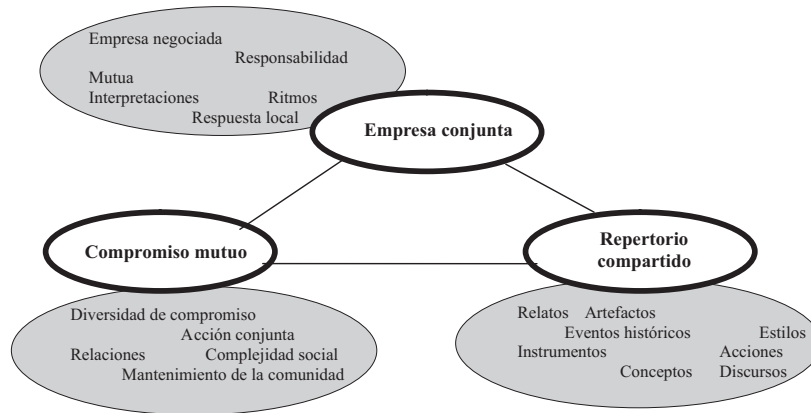 Empresa negociada
Responsabilidad
Mutua
Interpretaciones Ritmos
Respuesta local
Empresa conjunta
Compromiso mutuo
Repertorio
compartido
Diversidad de compromiso
Acción conjunta
Relaciones Complejidad social
Mantenimiento de la comunidad
Relatos Artefactos
Eventos históricos Estilos
Instrumentos Acciones
Conceptos Discursos